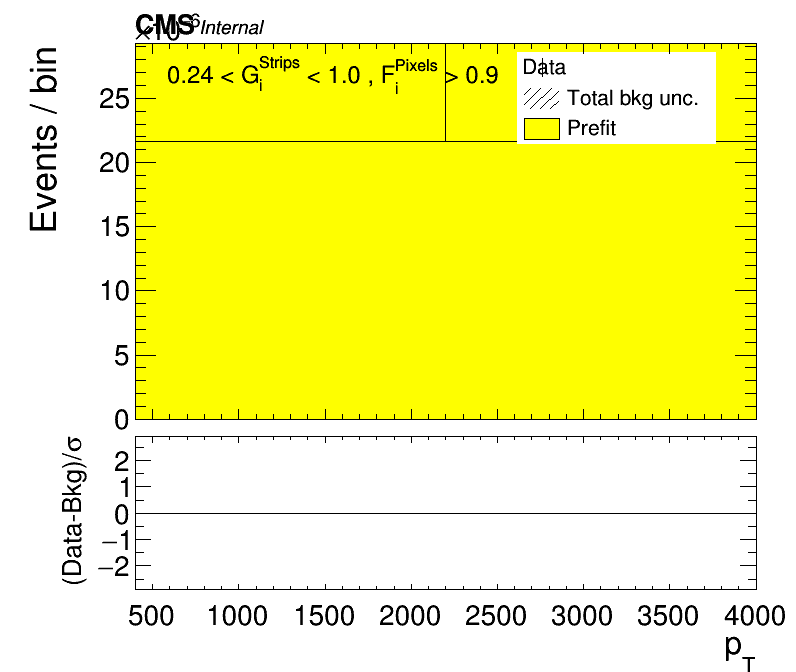 CMS Internal
×10⁻⁶
Events / bin
0.24 < G_i^Strips < 1.0 , F_i^Pixels > 0.9
Data
Total bkg unc.
Prefit
25
20
15
10
5
0
(Data-Bkg)/σ
2
1
0
−1
−2
500 1000 1500 2000 2500 3000 3500 4000
p_T